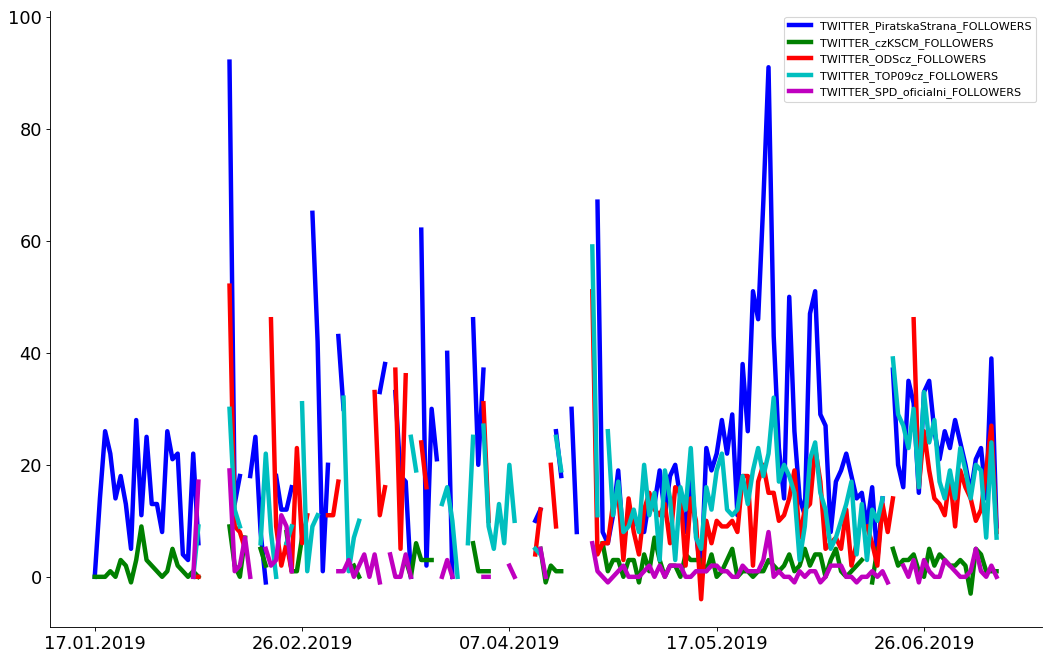 100
80
60
40
20
0
17.01.2019
26.02.2019
07.04.2019
17.05.2019
26.06.2019
TWITTER_PiratskaStrana_FOLLOWERS
TWITTER_czKSCM_FOLLOWERS
TWITTER_ODScz_FOLLOWERS
TWITTER_TOP09cz_FOLLOWERS
TWITTER_SPD_oficialni_FOLLOWERS